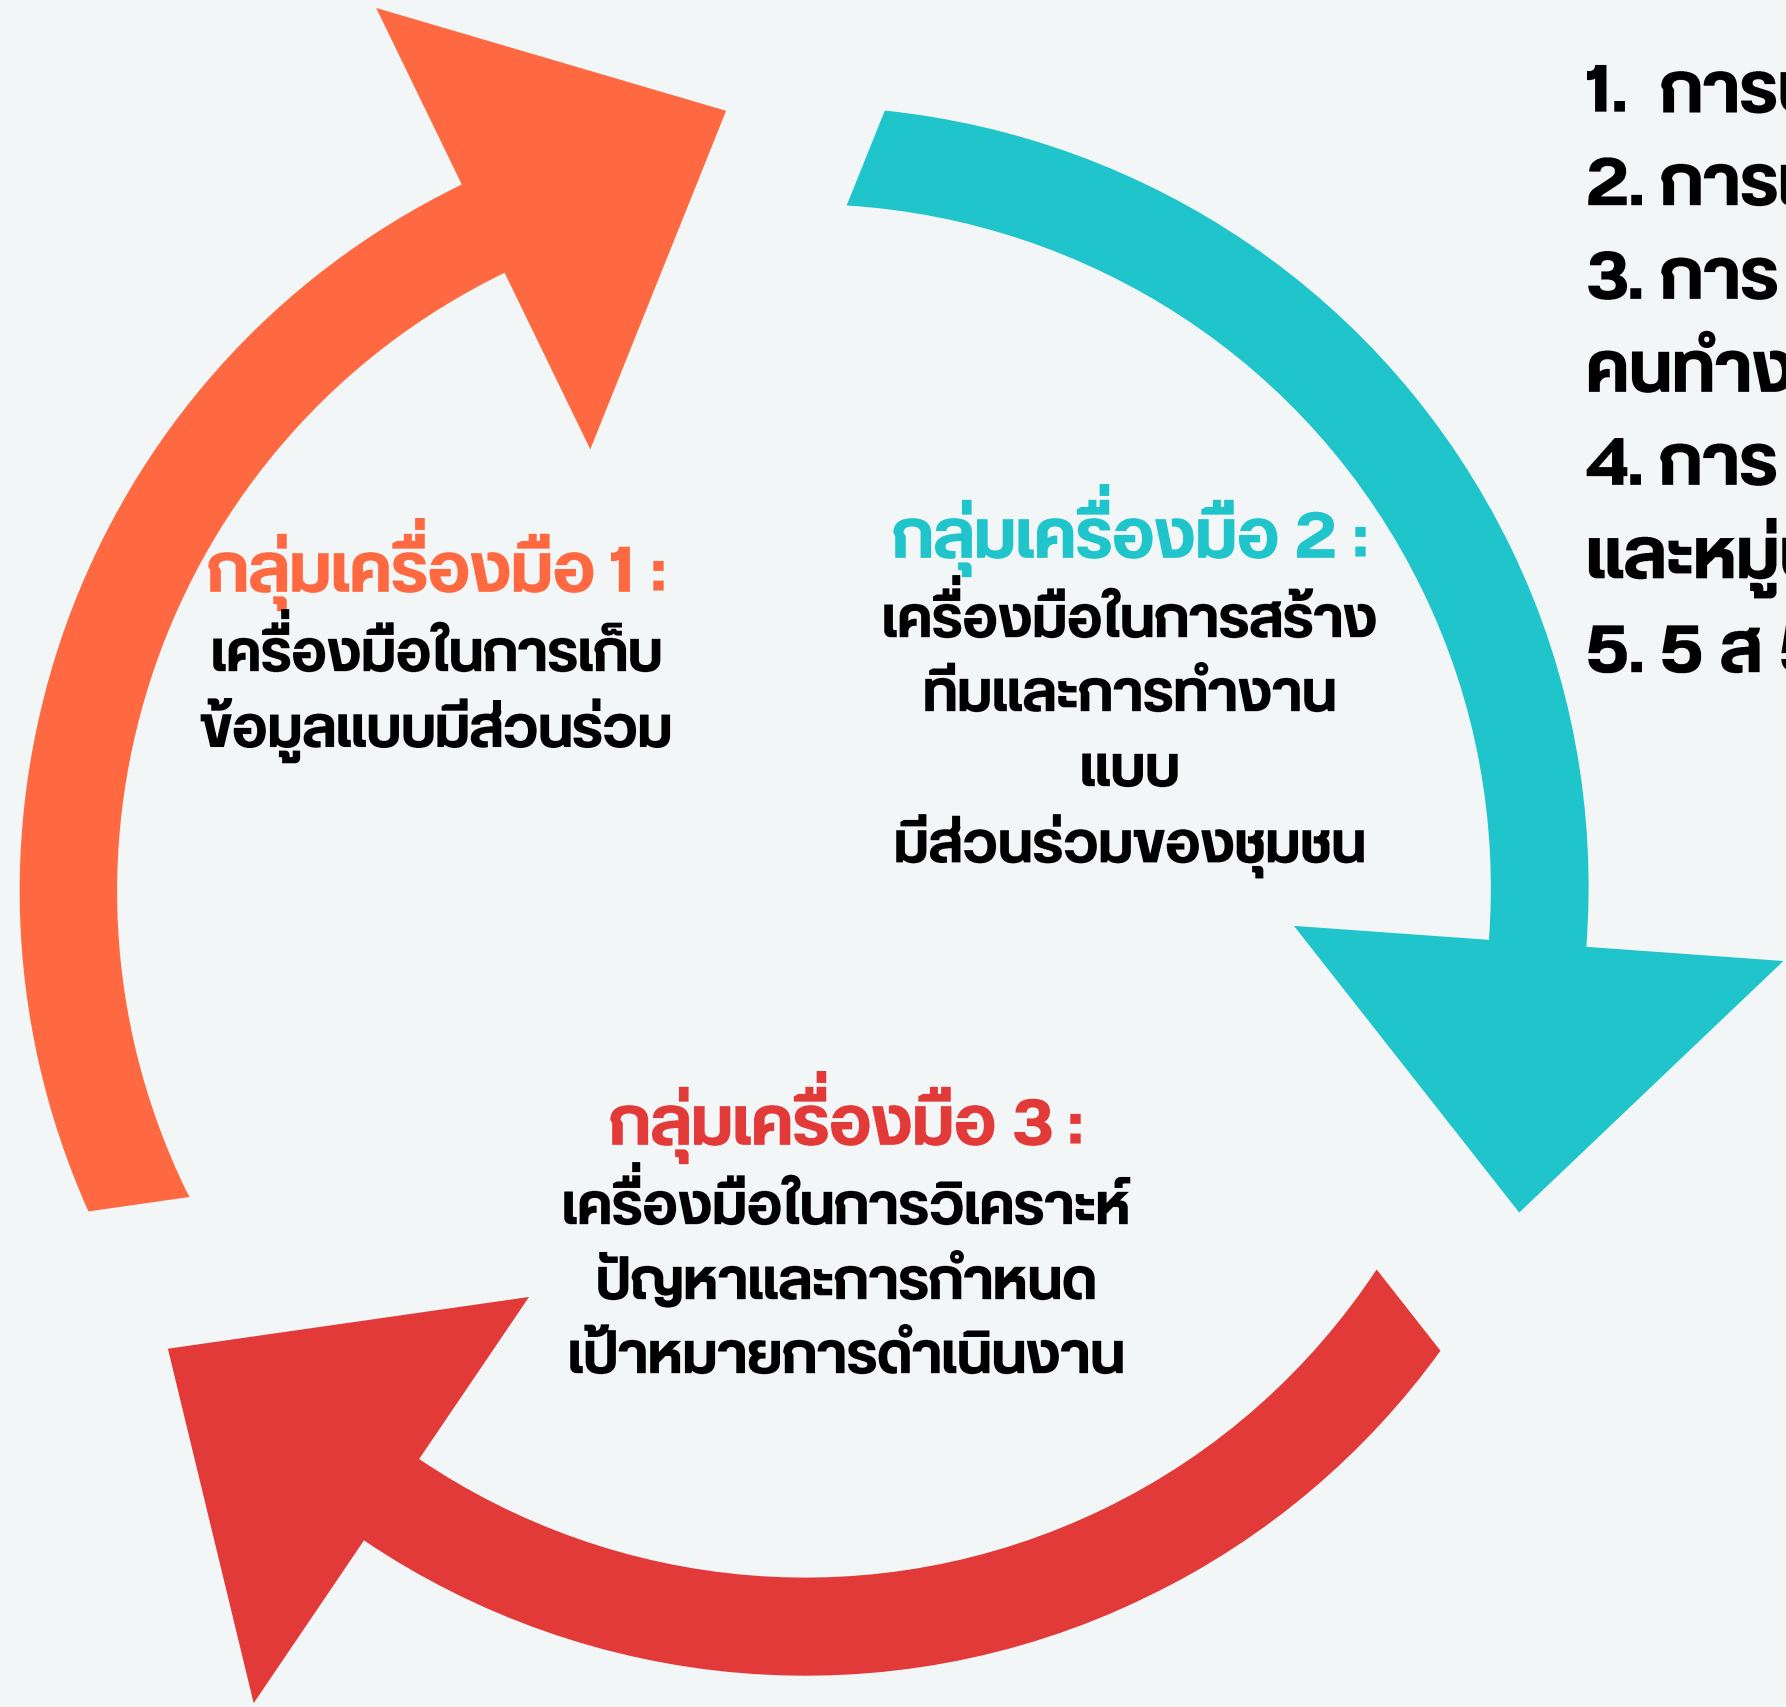 กลุ่มเครื่องมือ 1 :
เครื่องมือในการเก็บ
ข้อมูลแบบมีส่วนร่วม
กลุ่มเครื่องมือ 2 :
เครื่องมือในการสร้าง
ทีมและการทำงาน
แบบ
มีส่วนร่วมของชุมชน
กลุ่มเครื่องมือ 3 :
เครื่องมือในการวิเคราะห์
ปัญหาและการกำหนด
เป้าหมายการดำเนินงาน
1. การ
2. การ
3. การ
คนทำง
4. การ
และหมู่
5. 5 ส